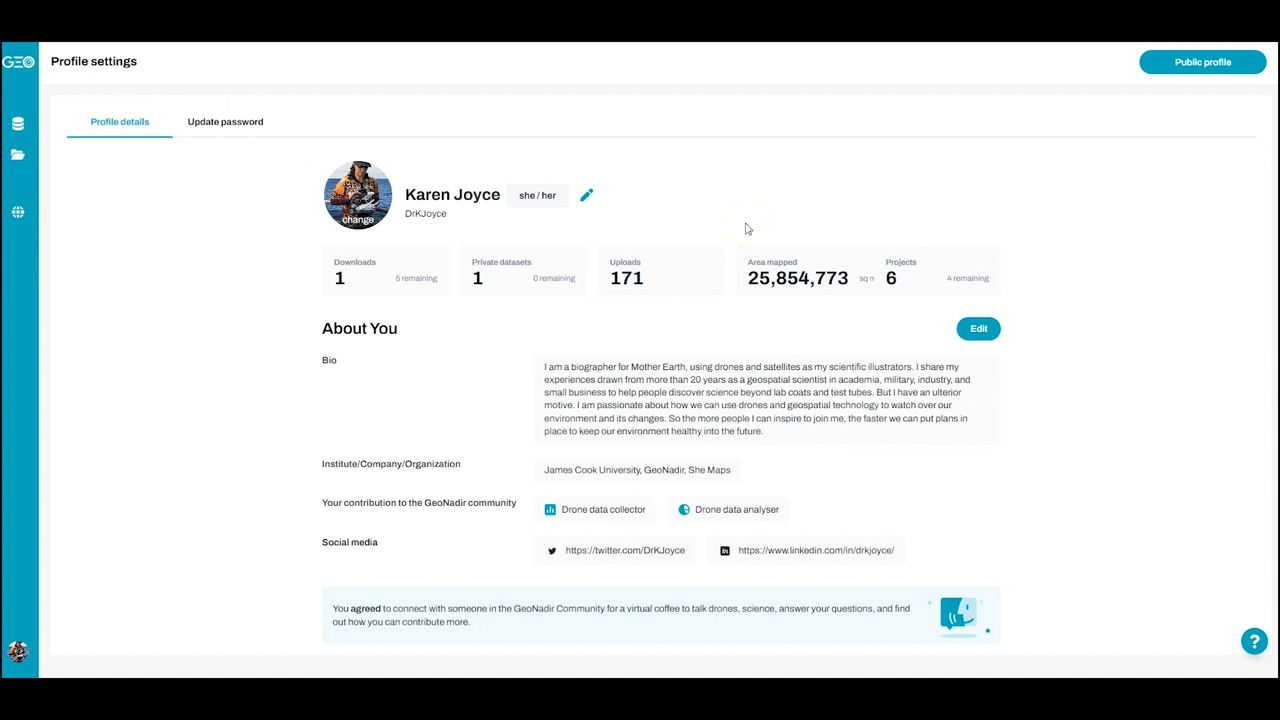 GEO
Profile settings
Public profile
Profile details
Update password
change
Karen Joyce
she / her
DrKJoyce
Downloads
1
5 remaining
Private datasets
1
0 remaining
Uploads
171
Area mapped
25,854,773
sq n
Projects
6
4 remaining
About You
Edit
Bio
I am a biographer for Mother Earth, using drones and satellites as my scientific illustrators. I share my
experiences drawn from more than 20 years as a geospatial scientist in academia, military, industry, and
small business to help people discover science beyond lab coats and test tubes. But I have an ulterior
motive. I am passionate about how we can use drones and geospatial technology to watch over our
environment and its changes. So the more people I can inspire to join me, the faster we can put plans in
place to keep our environment healthy into the future.
Institute/Company/Organization
James Cook University, GeoNadir, She Maps
Your contribution to the GeoNadir community
Drone data collector
Drone data analyser
Social media
https://twitter.com/DrKJoyce
https://www.linkedin.com/in/drkjoyce/
You agreed to connect with someone in the GeoNadir Community for a virtual coffee to talk drones, science, answer your questions, and find
out how you can contribute more.
?